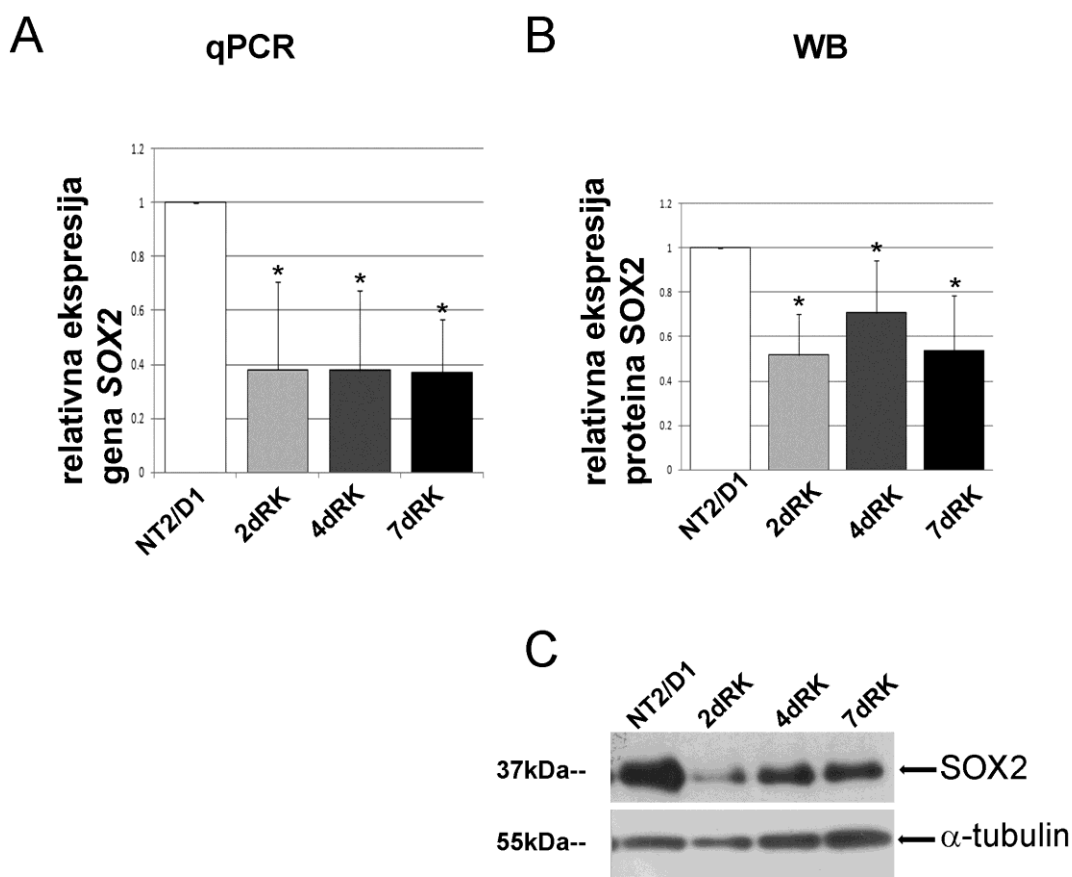 A
qPCR
relativna ekspresija
gena SOX2
1.2
1
0.8
0.6
0.4
0.2
0
*
*
*
NT2/D1
2dRK
4dRK
7dRK
B
WB
relativna ekspresija
proteina SOX2
1.2
1
0.8
0.6
0.4
0.2
0
*
*
*
NT2/D1
2dRK
4dRK
7dRK
C
NT2/D1
2dRK
4dRK
7dRK
37kDa--
SOX2
55kDa--
α-tubulin